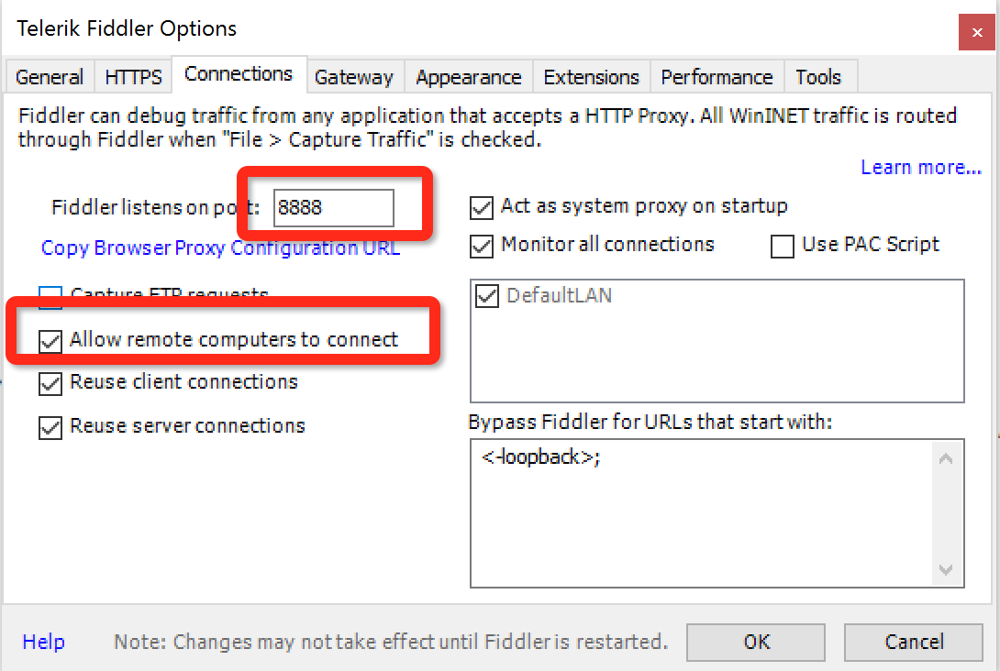 Telerik Fiddler Options
General HTTPS Connections Gateway Appearance Extensions Performance Tools
Fiddler can debug traffic from any application that accepts a HTTP Proxy. All WinINET traffic is routed
through Fiddler when "File > Capture Traffic" is checked.
Learn more...
Fiddler listens on port: 8888
Copy Browser Proxy Configuration URL
Capture FTP requests
Allow remote computers to connect
Reuse client connections
Reuse server connections
Act as system proxy on startup
Monitor all connections Use PAC Script
DefaultLAN
Bypass Fiddler for URLs that start with:
<-loopback>;
Help Note: Changes may not take effect until Fiddler is restarted. OK Cancel